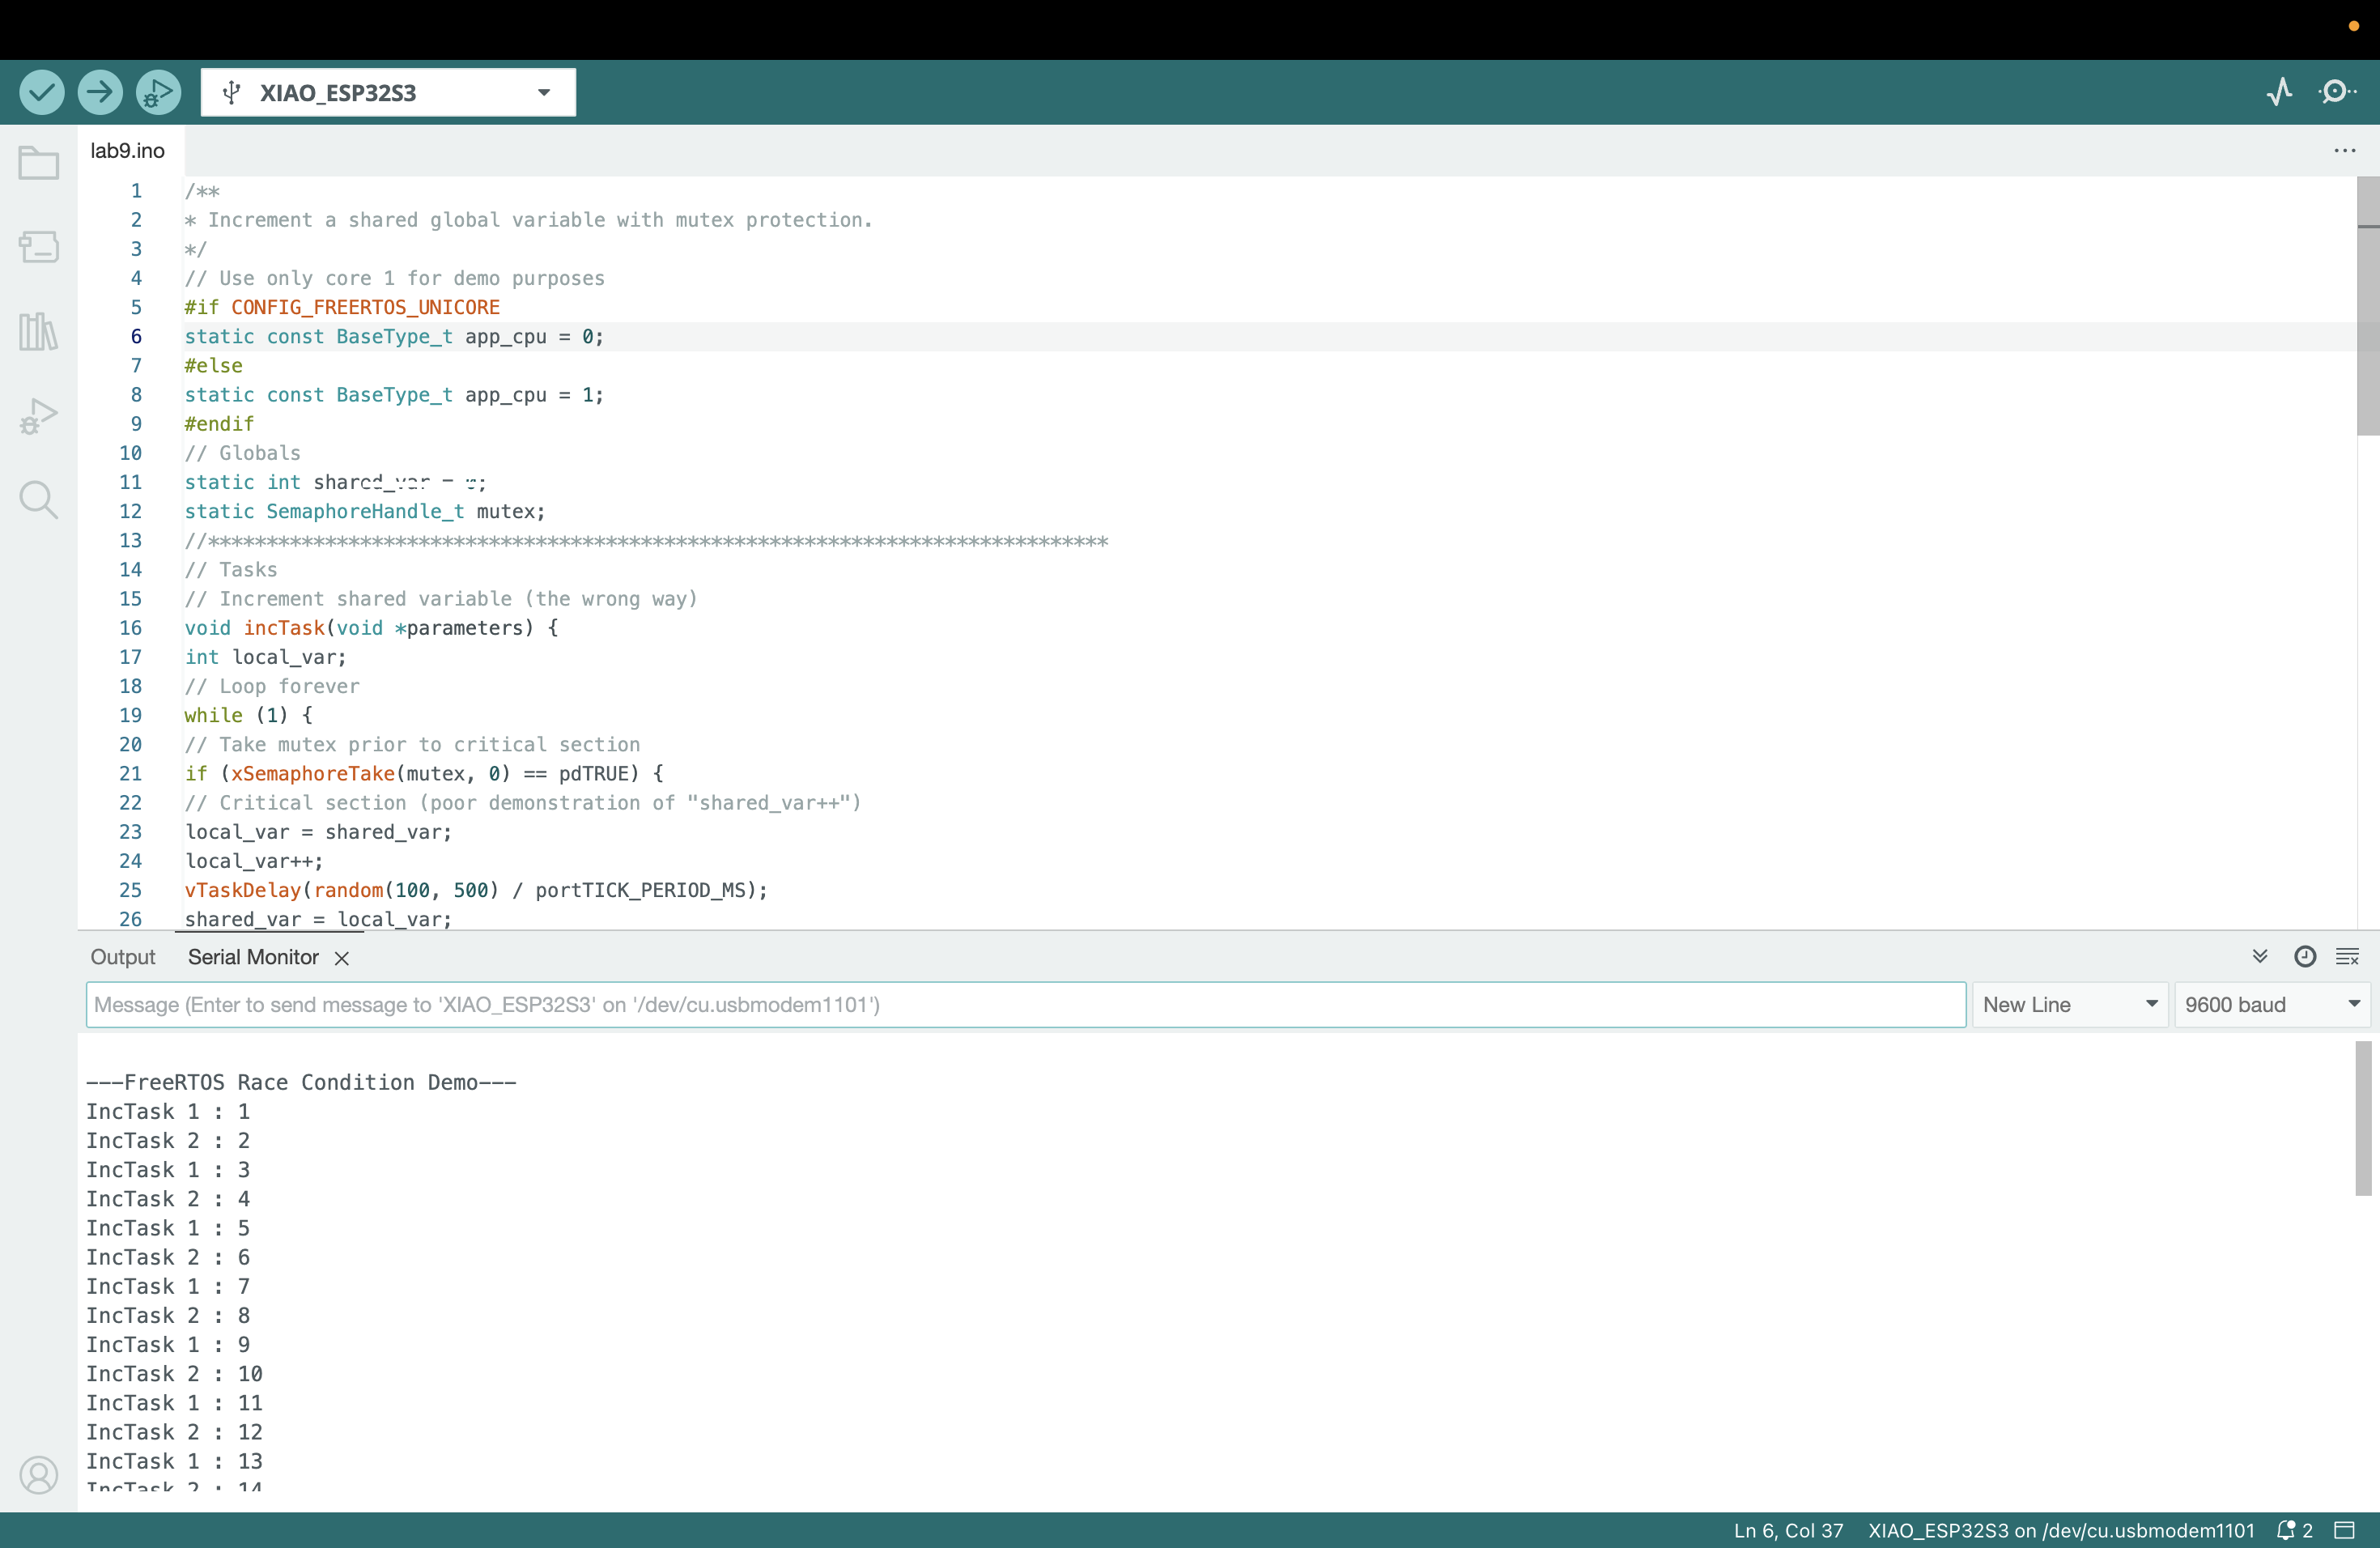 XIAO_ESP32S3
lab9.ino
1 /**
2 * Increment a shared global variable with mutex protection.
3 */
4 // Use only core 1 for demo purposes
5 #if CONFIG_FREERTOS_UNICORE
6 static const BaseType_t app_cpu = 0;
7 #else
8 static const BaseType_t app_cpu = 1;
9 #endif
10 // Globals
11 static int shared_var = 0;
12 static SemaphoreHandle_t mutex;
13 //*****************************************************************************
14 // Tasks
15 // Increment shared variable (the wrong way)
16 void incTask(void *parameters) {
17 int local_var;
18 // Loop forever
19 while (1) {
20 // Take mutex prior to critical section
21 if (xSemaphoreTake(mutex, 0) == pdTRUE) {
22 // Critical section (poor demonstration of "shared_var++")
23 local_var = shared_var;
24 local_var++;
25 vTaskDelay(random(100, 500) / portTICK_PERIOD_MS);
26 shared_var = local_var;
Output Serial Monitor
Message (Enter to send message to 'XIAO_ESP32S3' on '/dev/cu.usbmodem1101') New Line 9600 baud
---FreeRTOS Race Condition Demo---
IncTask 1 : 1
IncTask 2 : 2
IncTask 1 : 3
IncTask 2 : 4
IncTask 1 : 5
IncTask 2 : 6
IncTask 1 : 7
IncTask 2 : 8
IncTask 1 : 9
IncTask 2 : 10
IncTask 1 : 11
IncTask 2 : 12
IncTask 1 : 13
IncTask 2 : 14
Ln 6, Col 37 XIAO_ESP32S3 on /dev/cu.usbmodem1101 2